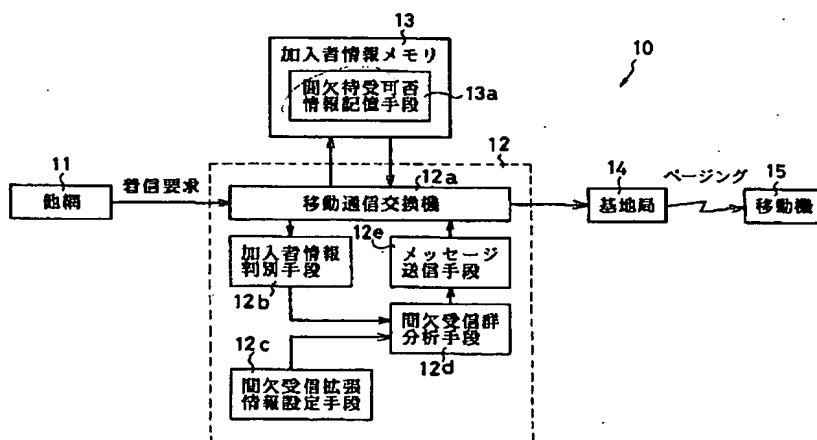 13
加入者情報メモリ
間欠待受可否
情報記憶手段
13a
10
11
他網
着信要求
12
12a
移動通信交換機
14
基地局
ページング
15
移動機
加入者情報
判別手段
12b
12e
メッセージ
送信手段
12c
間欠受信拡張
情報設定手段
間欠受信群
分析手段
12d